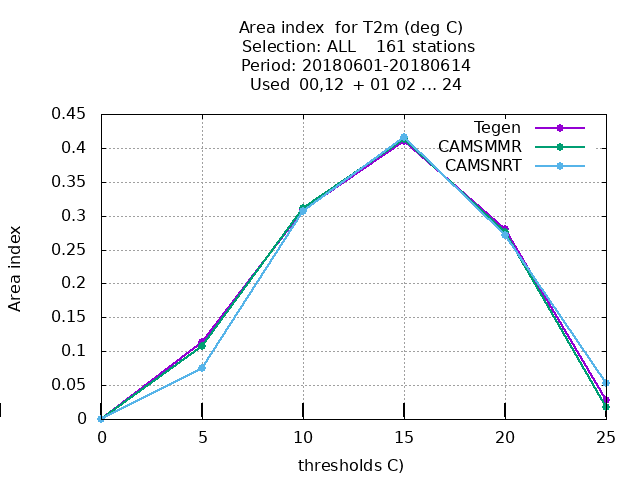 Area index  for T2m (deg C)
Selection: ALL    161 stations
Period: 20180601-20180614
Used  00,12  + 01 02 ... 24
0.45
0.4
0.35
0.3
0.25
0.2
0.15
0.1
0.05
0
Area index
Tegen
CAMSMMR
CAMSNRT
0 5 10 15 20 25
thresholds C)